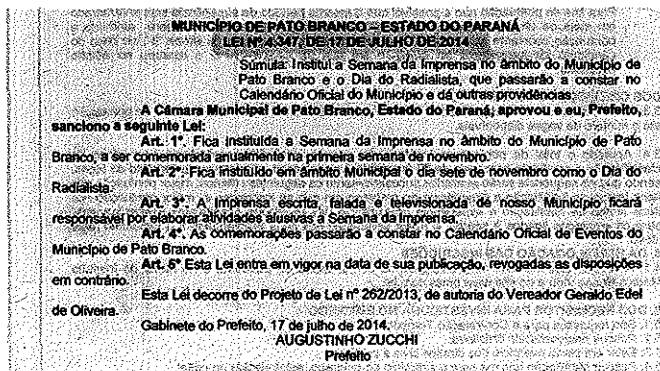 MUNICÍPIO DE PATO BRANCO – ESTADO DO PARANÁ
LEI Nº 4.347, DE 17 DE JULHO DE 2014
Súmula: Institui a Semana da Imprensa no âmbito do Município de
Pato Branco e o Dia do Radialista, que passarão a constar no
Calendário Oficial do Município e dá outras providências.
A Câmara Municipal de Pato Branco, Estado do Paraná, aprovou e eu, Prefeito,
sanciono a seguinte Lei:
Art. 1º. Fica instituída a Semana da Imprensa no âmbito do Município de Pato
Branco, a ser comemorada anualmente na primeira semana de novembro.
Art. 2º. Fica instituído em âmbito Municipal o dia sete de novembro como o Dia do
Radialista.
Art. 3º. A Imprensa escrita, falada e televisionada de nosso Município ficará
responsável por elaborar atividades alusivas a Semana da Imprensa.
Art. 4º. As comemorações passarão a constar no Calendário Oficial de Eventos do
Município de Pato Branco.
Art. 5º Esta Lei entra em vigor na data de sua publicação, revogadas as disposições
em contrário.
Esta Lei decorre do Projeto de Lei nº 262/2013, de autoria do Vereador Geraldo Edel
de Oliveira.
Gabinete do Prefeito, 17 de julho de 2014.
AUGUSTINHO ZUCCHI
Prefeito